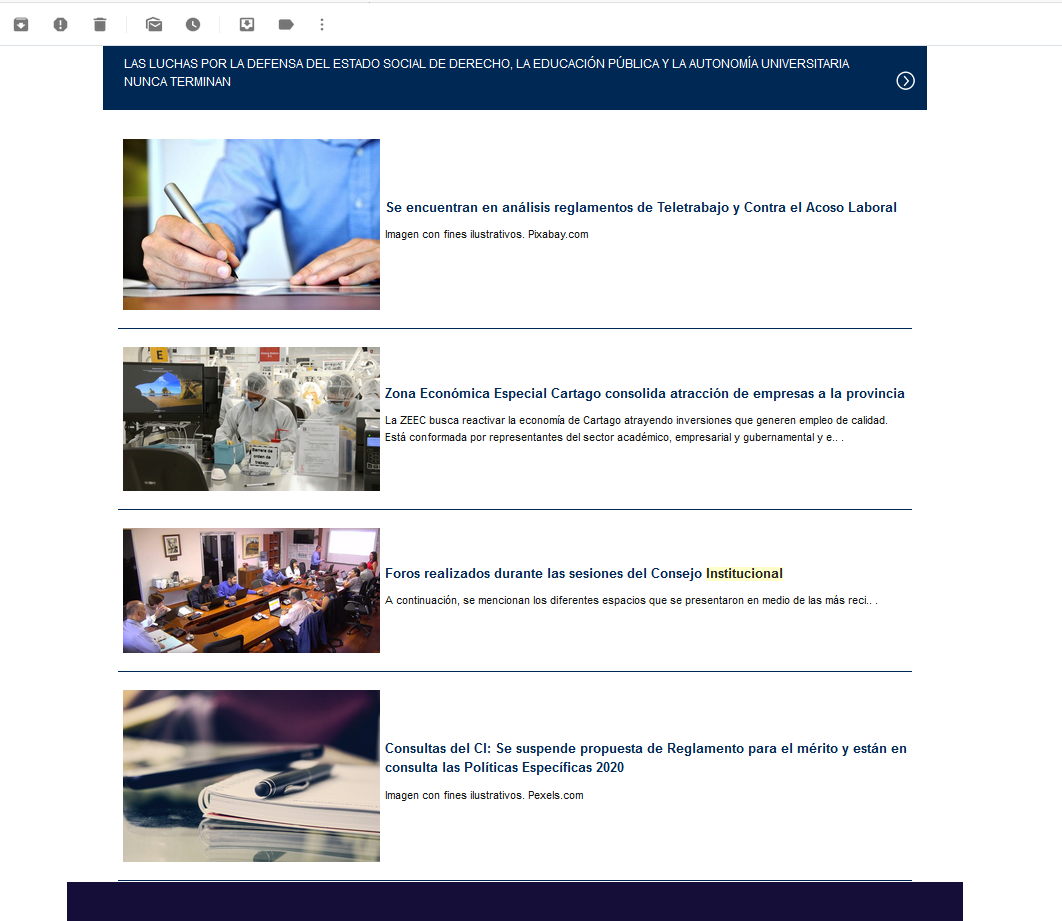 LAS LUCHAS POR LA DEFENSA DEL ESTADO SOCIAL DE DERECHO, LA EDUCACIÓN PÚBLICA Y LA AUTONOMÍA UNIVERSITARIA
NUNCA TERMINAN
Se encuentran en análisis reglamentos de Teletrabajo y Contra el Acoso Laboral
Imagen con fines ilustrativos. Pixabay.com
E
Zona Económica Especial Cartago consolida atracción de empresas a la provincia
La ZEEC busca reactivar la economía de Cartago atrayendo inversiones que generen empleo de calidad.
Está conformada por representantes del sector académico, empresarial y gubernamental y e.. .
Barrera de
orden de
trabajo
Foros realizados durante las sesiones del Consejo Institucional
A continuación, se mencionan los diferentes espacios que se presentaron en medio de las más reci.. .
Consultas del CI: Se suspende propuesta de Reglamento para el mérito y están en
consulta las Políticas Específicas 2020
Imagen con fines ilustrativos. Pexels.com